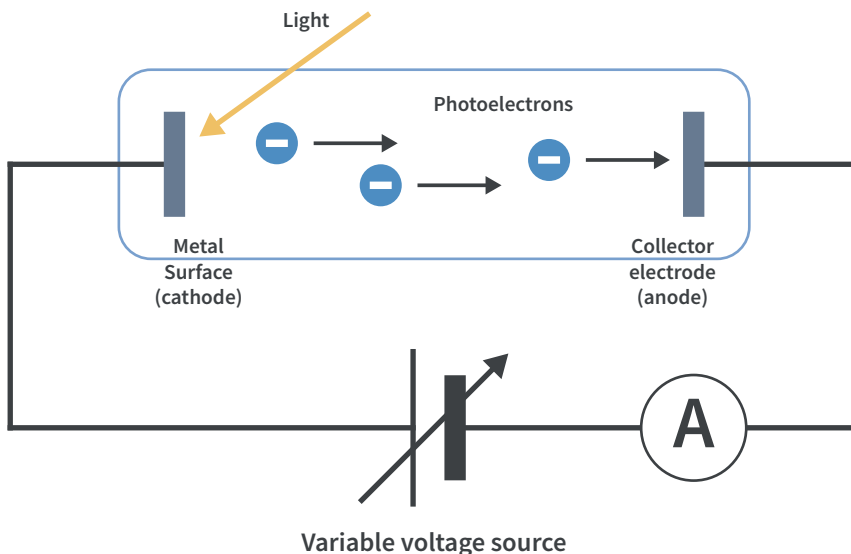 Light
Photoelectrons
Metal
Surface
(cathode)
Collector
electrode
(anode)
A
Variable voltage source